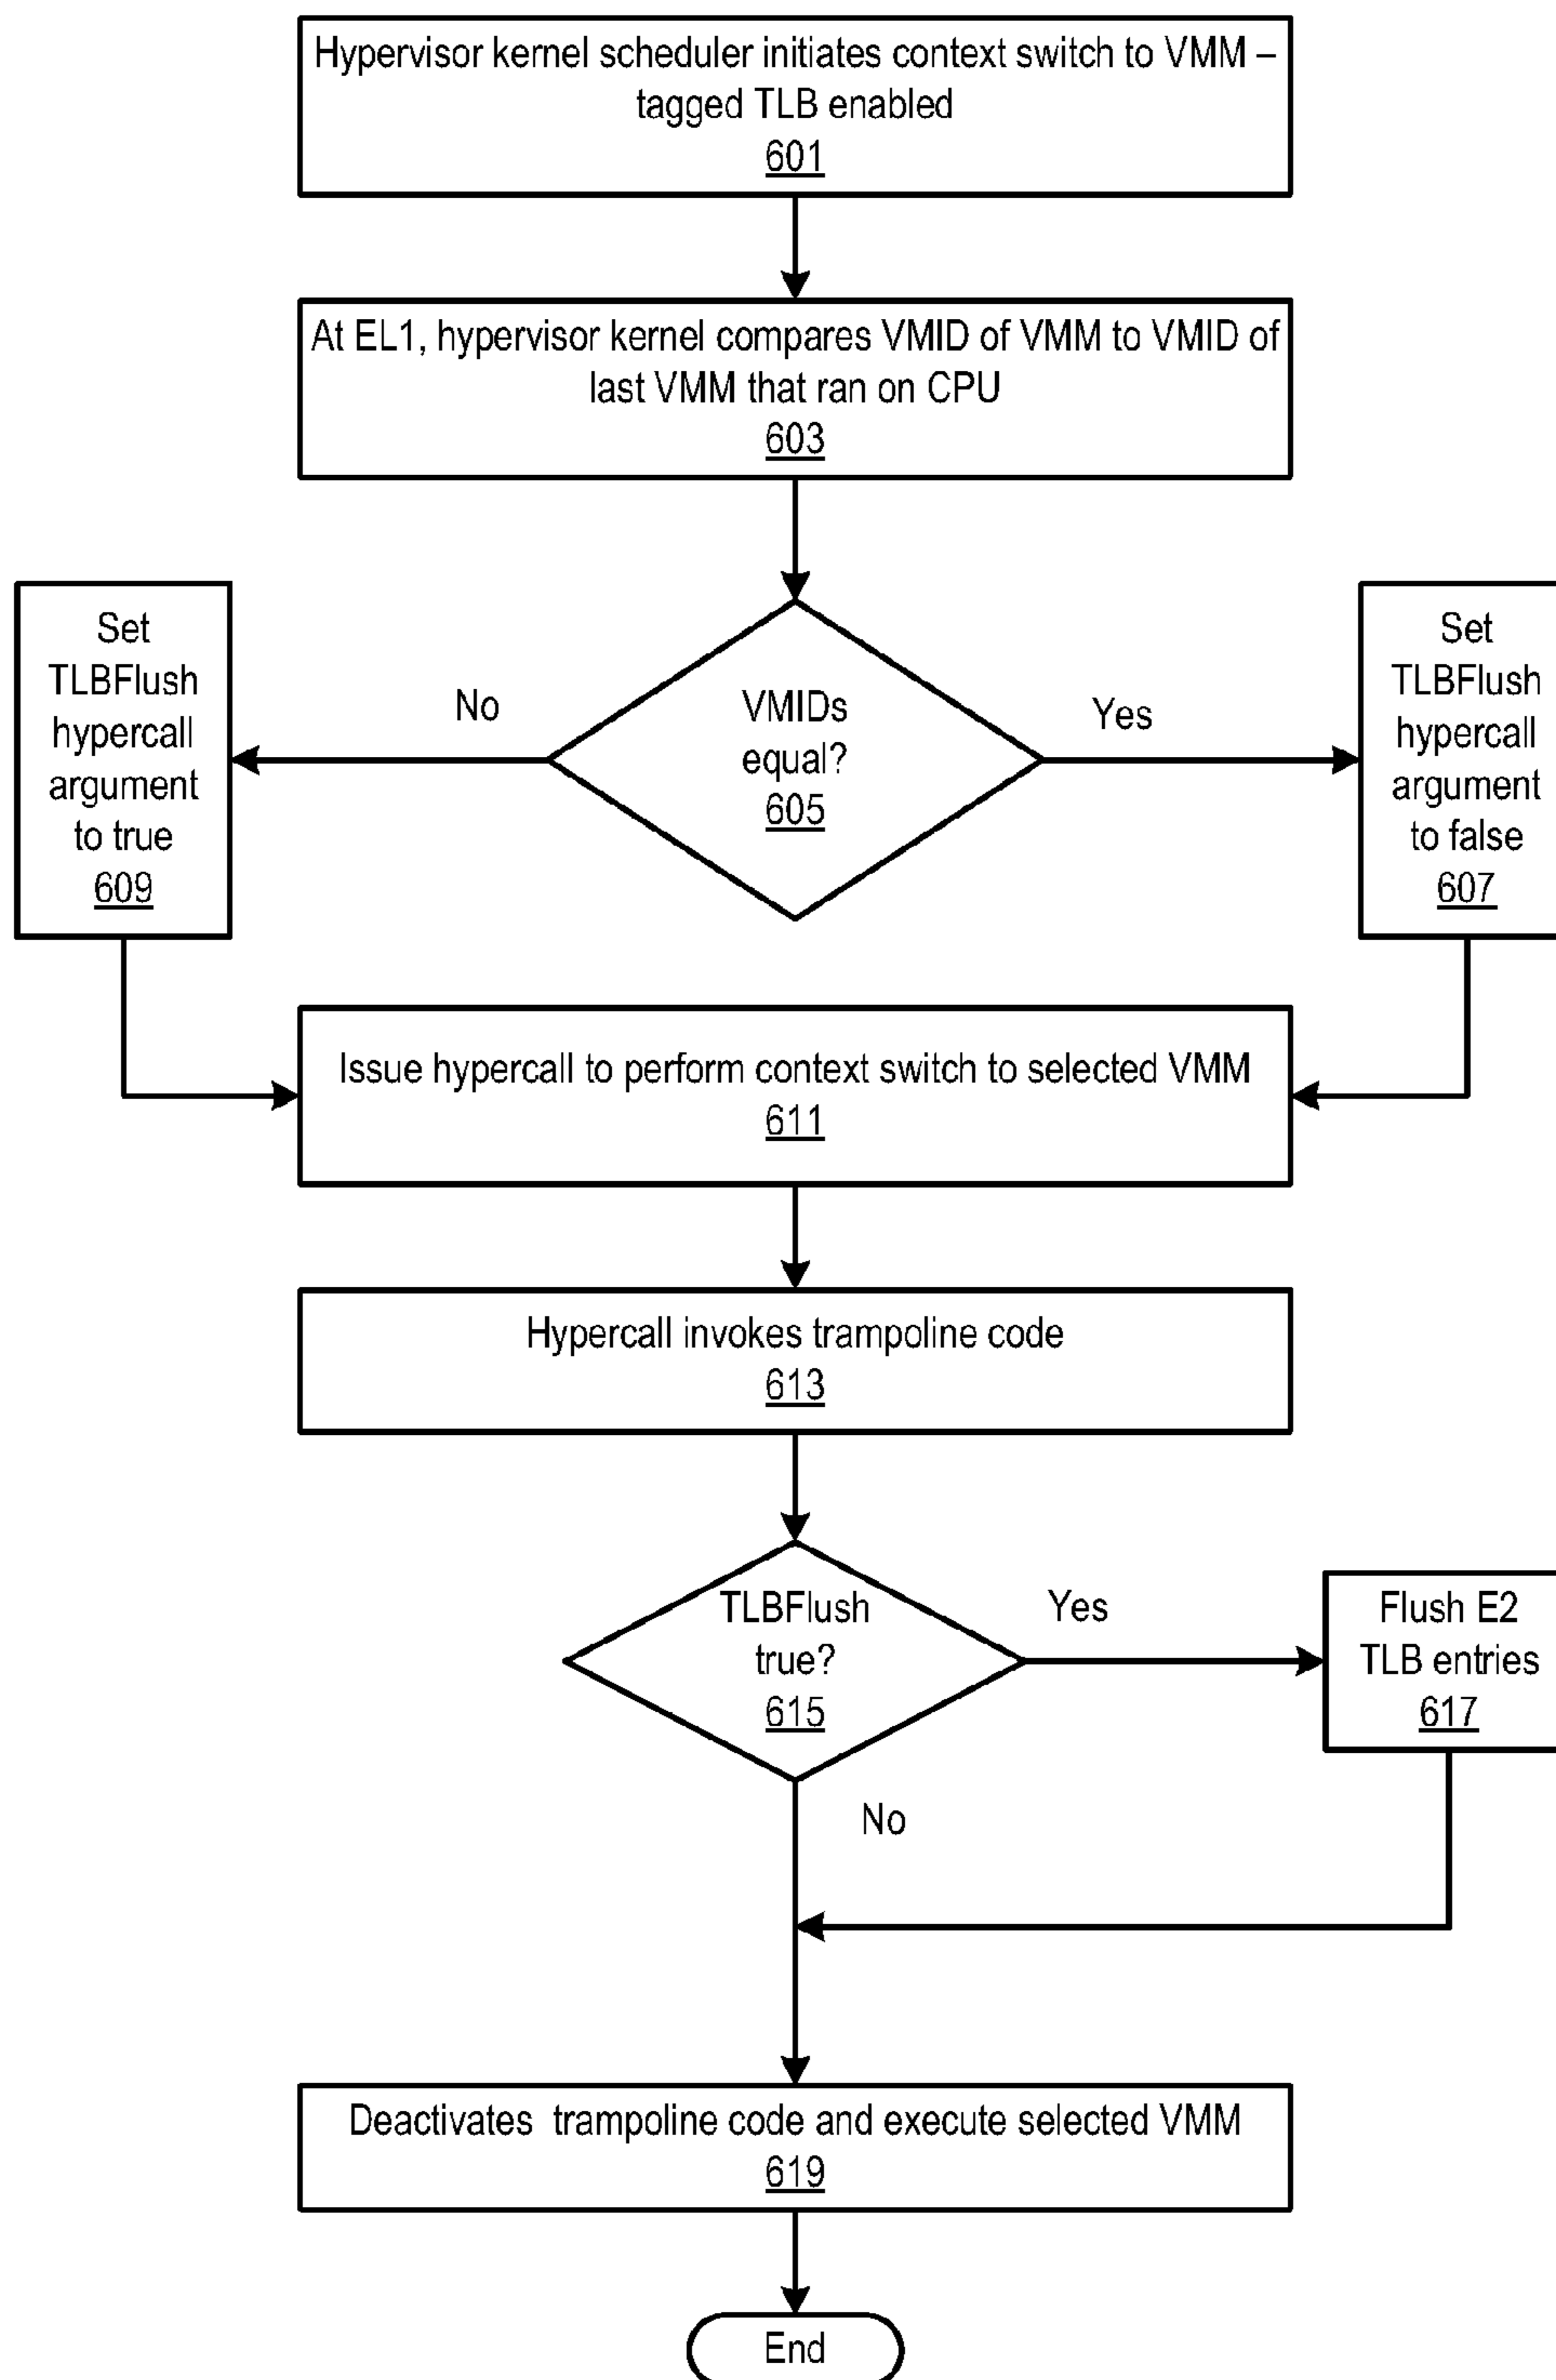 Hypervisor kernel scheduler initiates context switch to VMM –
tagged TLB enabled
601
At EL1, hypervisor kernel compares VMID of VMM to VMID of
last VMM that ran on CPU
603
Set
TLBFlush
hypercall
argument
to true
609
No
VMIDs
equal?
605
Yes
Set
TLBFlush
hypercall
argument
to false
607
Issue hypercall to perform context switch to selected VMM
611
Hypercall invokes trampoline code
613
TLBFlush
true?
615
Yes
Flush E2
TLB entries
617
No
Deactivates trampoline code and execute selected VMM
619
End